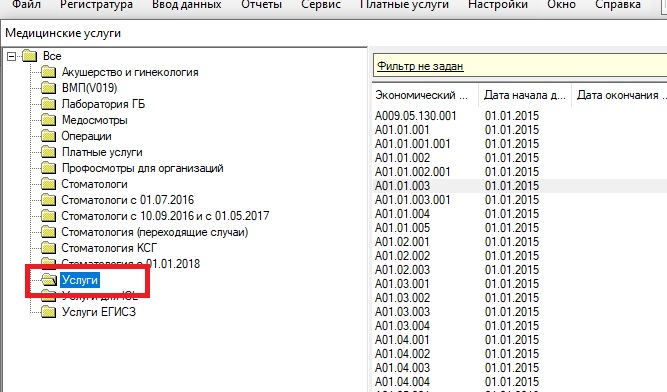 Файл Регистратура Ввод данных Отчеты Сервис Платные услуги Настройки Окно Справка
Медицинские услуги
Все
Акушерство и гинекология
ВМП(V019)
Лаборатория ГБ
Медосмотры
Операции
Платные услуги
Профосмотры для организаций
Стоматологи
Стоматологи с 01.07.2016
Стоматологи с 10.09.2016 и с 01.05.2017
Стоматология (переходящие случаи)
Стоматология КСГ
Стоматология с 01.01.2018
Услуги
Услуги для
Услуги ЕГИСЗ
Фильтр не задан
Экономический ... Дата начала д... Дата окончания ...
A009.05.130.001 01.01.2015
A01.01.001 01.01.2015
A01.01.001.001 01.01.2015
A01.01.002 01.01.2015
A01.01.002.001 01.01.2015
A01.01.003 01.01.2015
A01.01.003.001 01.01.2015
A01.01.004 01.01.2015
A01.01.005 01.01.2015
A01.02.001 01.01.2015
A01.02.002 01.01.2015
A01.02.003 01.01.2015
A01.03.001 01.01.2015
A01.03.002 01.01.2015
A01.03.003 01.01.2015
A01.03.004 01.01.2015
A01.04.001 01.01.2015
A01.04.002 01.01.2015
A01.04.003 01.01.2015